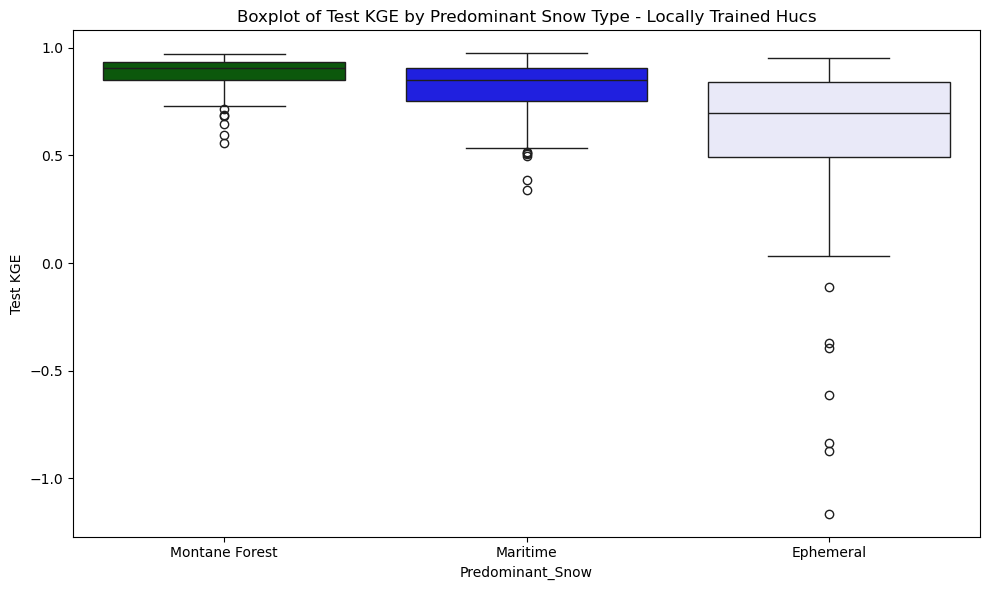 Boxplot of Test KGE by Predominant Snow Type - Locally Trained Hucs
Test KGE
1.0
0.5
0.0
−0.5
−1.0
Montane Forest
Maritime
Ephemeral
Predominant_Snow